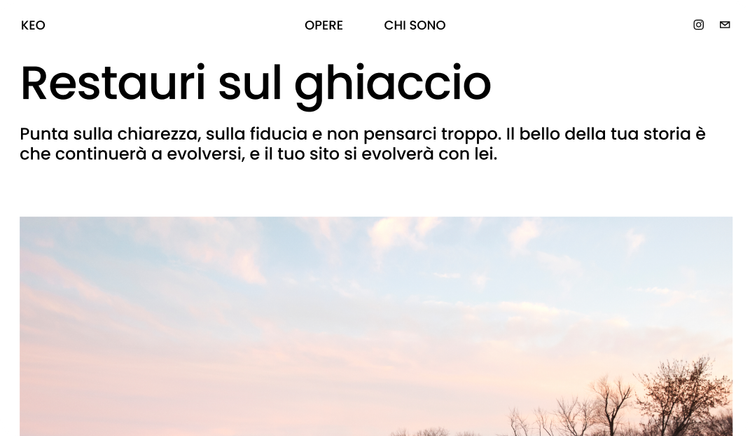 KEO
OPERE
CHI SONO
Restauri sul ghiaccio
Punta sulla chiarezza, sulla fiducia e non pensarci troppo. Il bello della tua storia è
che continuerà a evolversi, e il tuo sito si evolverà con lei.